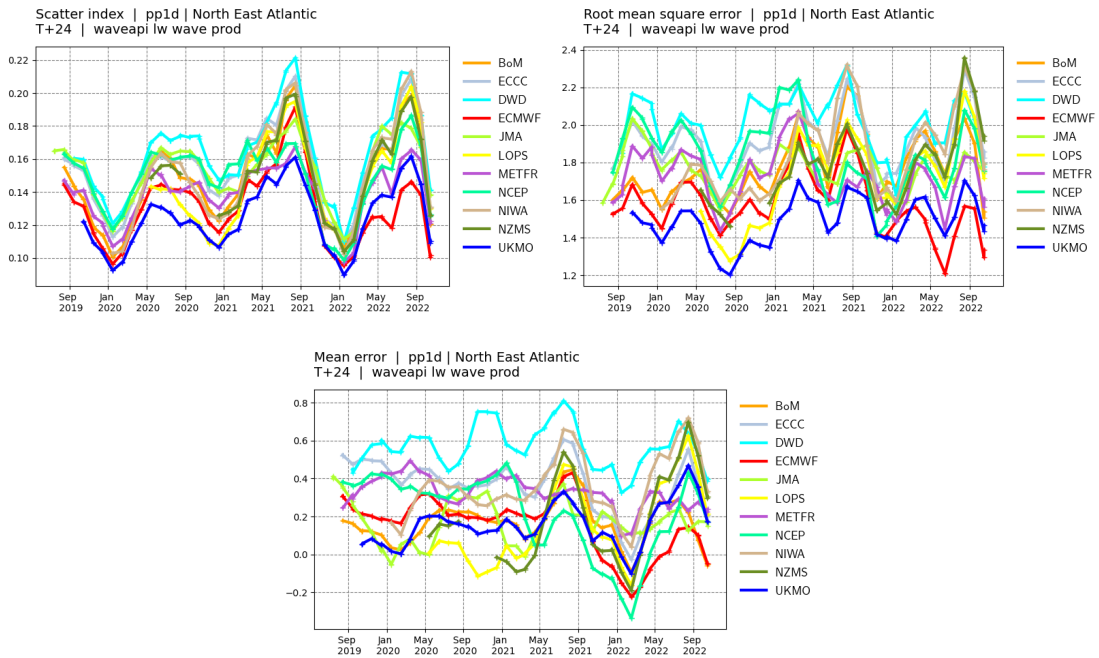 Scatter index | pp1d | North East Atlantic
T+24 | waveapi lw wave prod
0.22
0.20
0.18
0.16
0.14
0.12
0.10
Sep 2019
Jan 2020
May 2020
Sep 2020
Jan 2021
May 2021
Sep 2021
Jan 2022
May 2022
Sep 2022
BoM
ECCC
DWD
ECMWF
JMA
LOPS
METFR
NCEP
NIWA
NZMS
UKMO
Root mean square error | pp1d | North East Atlantic
T+24 | waveapi lw wave prod
2.4
2.2
2.0
1.8
1.6
1.4
1.2
Sep 2019
Jan 2020
May 2020
Sep 2020
Jan 2021
May 2021
Sep 2021
Jan 2022
May 2022
Sep 2022
BoM
ECCC
DWD
ECMWF
JMA
LOPS
METFR
NCEP
NIWA
NZMS
UKMO
Mean error | pp1d | North East Atlantic
T+24 | waveapi lw wave prod
0.8
0.6
0.4
0.2
0.0
−0.2
Sep 2019
Jan 2020
May 2020
Sep 2020
Jan 2021
May 2021
Sep 2021
Jan 2022
May 2022
Sep 2022
BoM
ECCC
DWD
ECMWF
JMA
LOPS
METFR
NCEP
NIWA
NZMS
UKMO